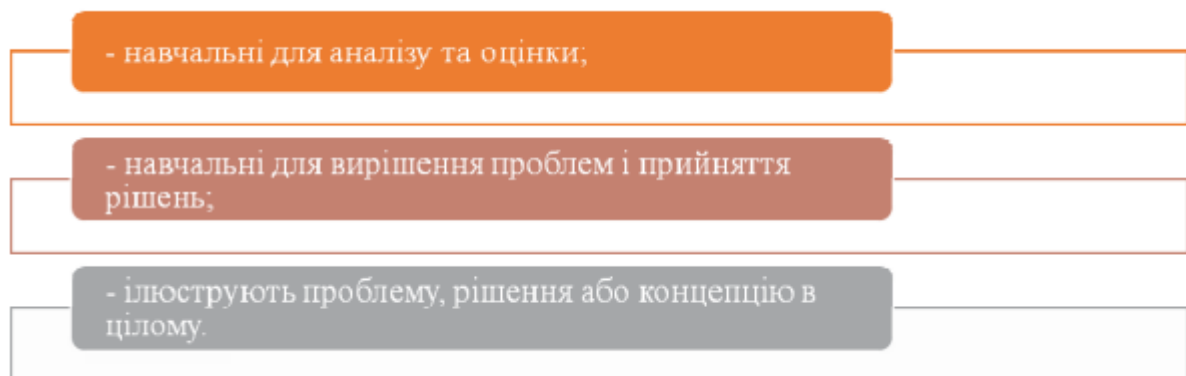 - навчальні для аналізу та оцінки;
- навчальні для вирішення проблем і прийняття
рішень;
- ілюструють проблему, рішення або концепцію в
цілому.